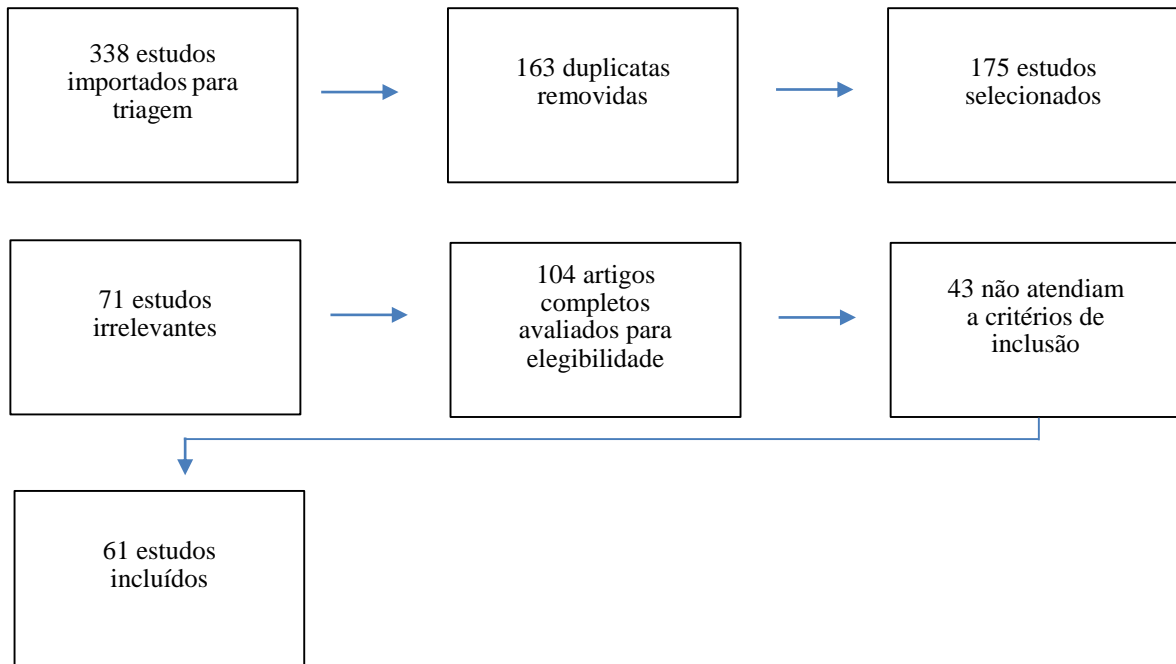 338 estudos
importados para
triagem
163 duplicatas
removidas
175 estudos
selecionados
71 estudos
irrelevantes
104 artigos
completos
avaliados para
elegibilidade
43 não atendiam
a critérios de
inclusão
61 estudos
incluídos